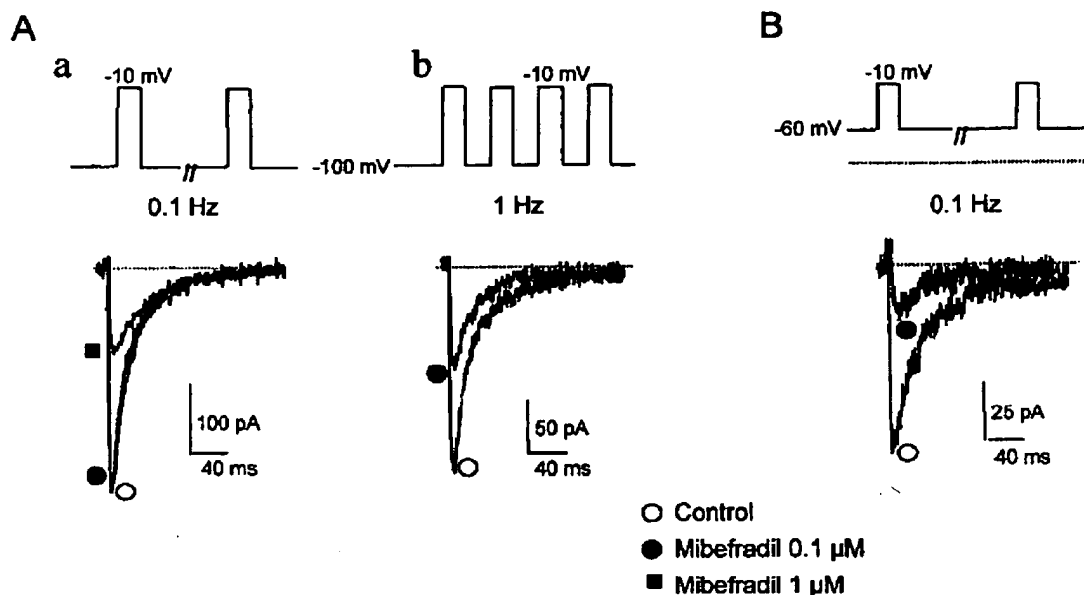 A
a
-10 mV
0.1 Hz
b
-10 mV
-100 mV
1 Hz
B
-10 mV
-60 mV
0.1 Hz
100 pA
40 ms
50 pA
40 ms
25 pA
40 ms
Control
Mibefradil 0.1 µM
Mibefradil 1 µM